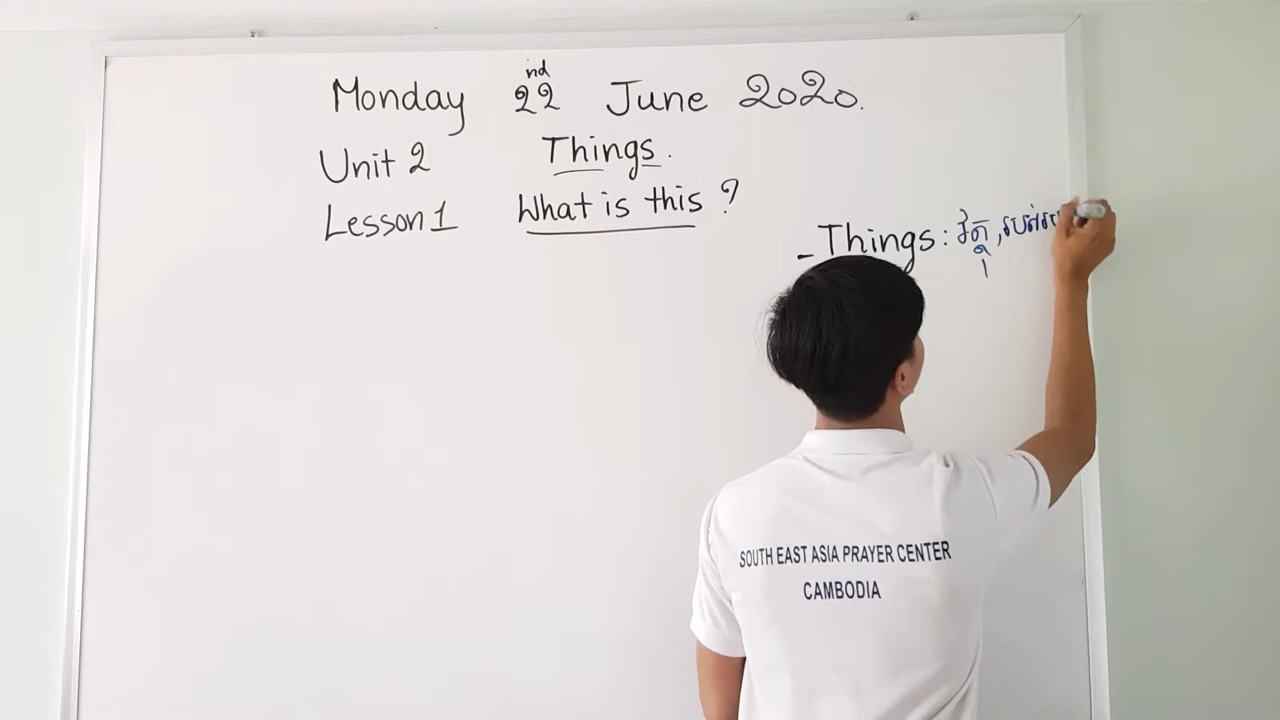 Monday 22nd June 2020.
Unit 2 Things.
Lesson 1 What is this ?
- Things : វត្ថុ ,
SOUTH EAST ASIA PRAYER CENTER
CAMBODIA